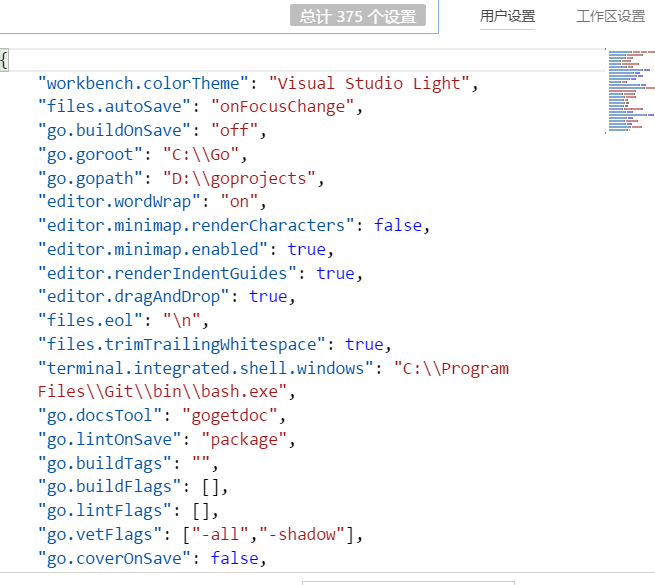 总计 375 个设置
用户设置
工作区设置
{
"workbench.colorTheme": "Visual Studio Light",
"files.autoSave": "onFocusChange",
"go.buildOnSave": "off",
"go.goroot": "C:\\Go",
"go.gopath": "D:\\goprojects",
"editor.wordWrap": "on",
"editor.minimap.renderCharacters": false,
"editor.minimap.enabled": true,
"editor.renderIndentGuides": true,
"editor.dragAndDrop": true,
"files.eol": "\n",
"files.trimTrailingWhitespace": true,
"terminal.integrated.shell.windows": "C:\\Program
Files\\Git\\bin\\bash.exe",
"go.docsTool": "gogetdoc",
"go.lintOnSave": "package",
"go.buildTags": "",
"go.buildFlags": [],
"go.lintFlags": [],
"go.vetFlags": ["-all","-shadow"],
"go.coverOnSave": false,